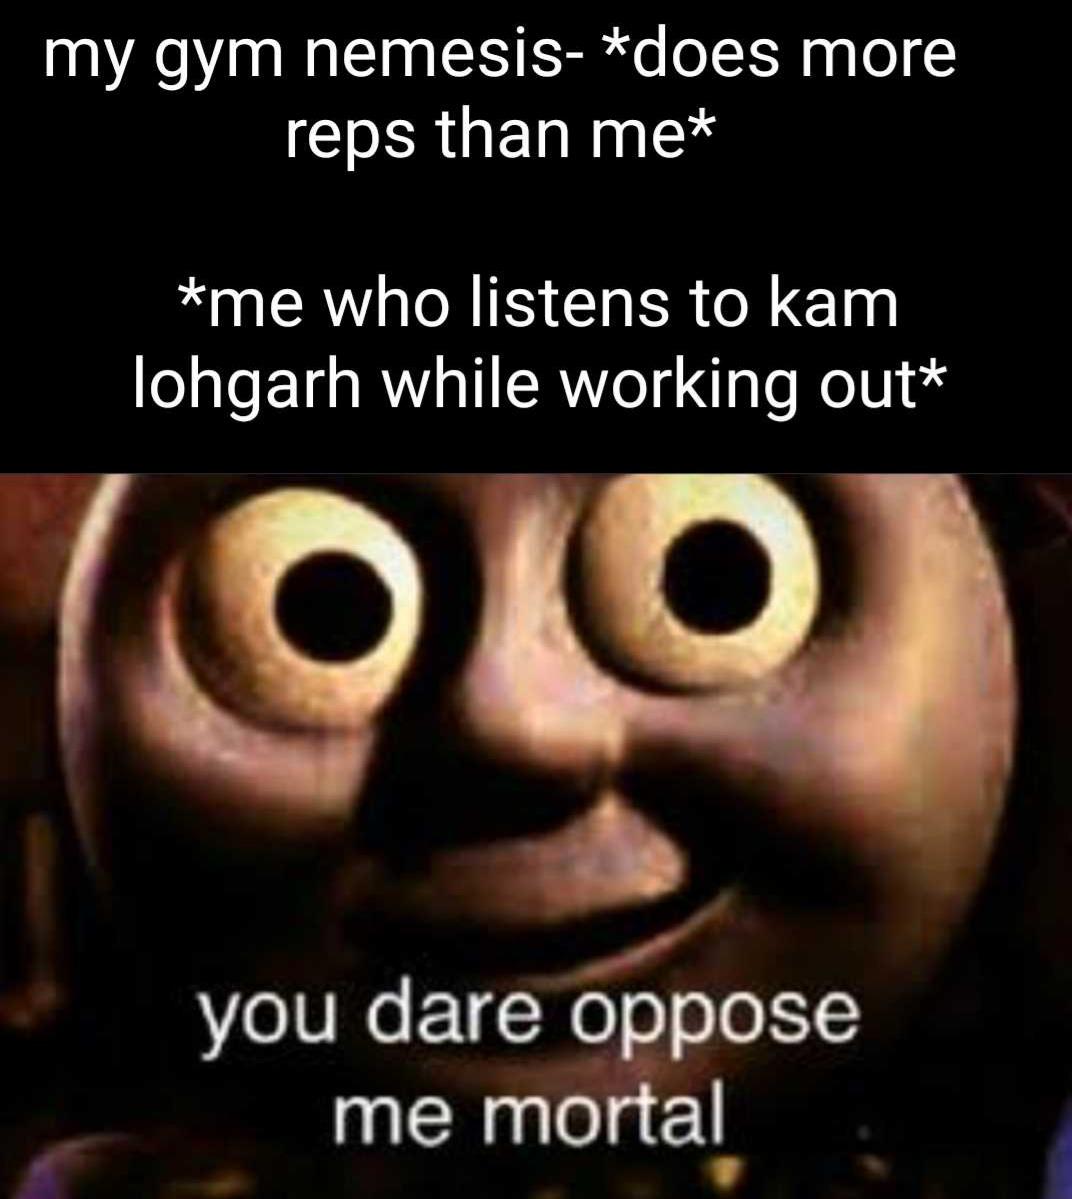 my gym nemesis- *does more
reps than me*
*me who listens to kam
lohgarh while working out*
you dare oppose
me mortal